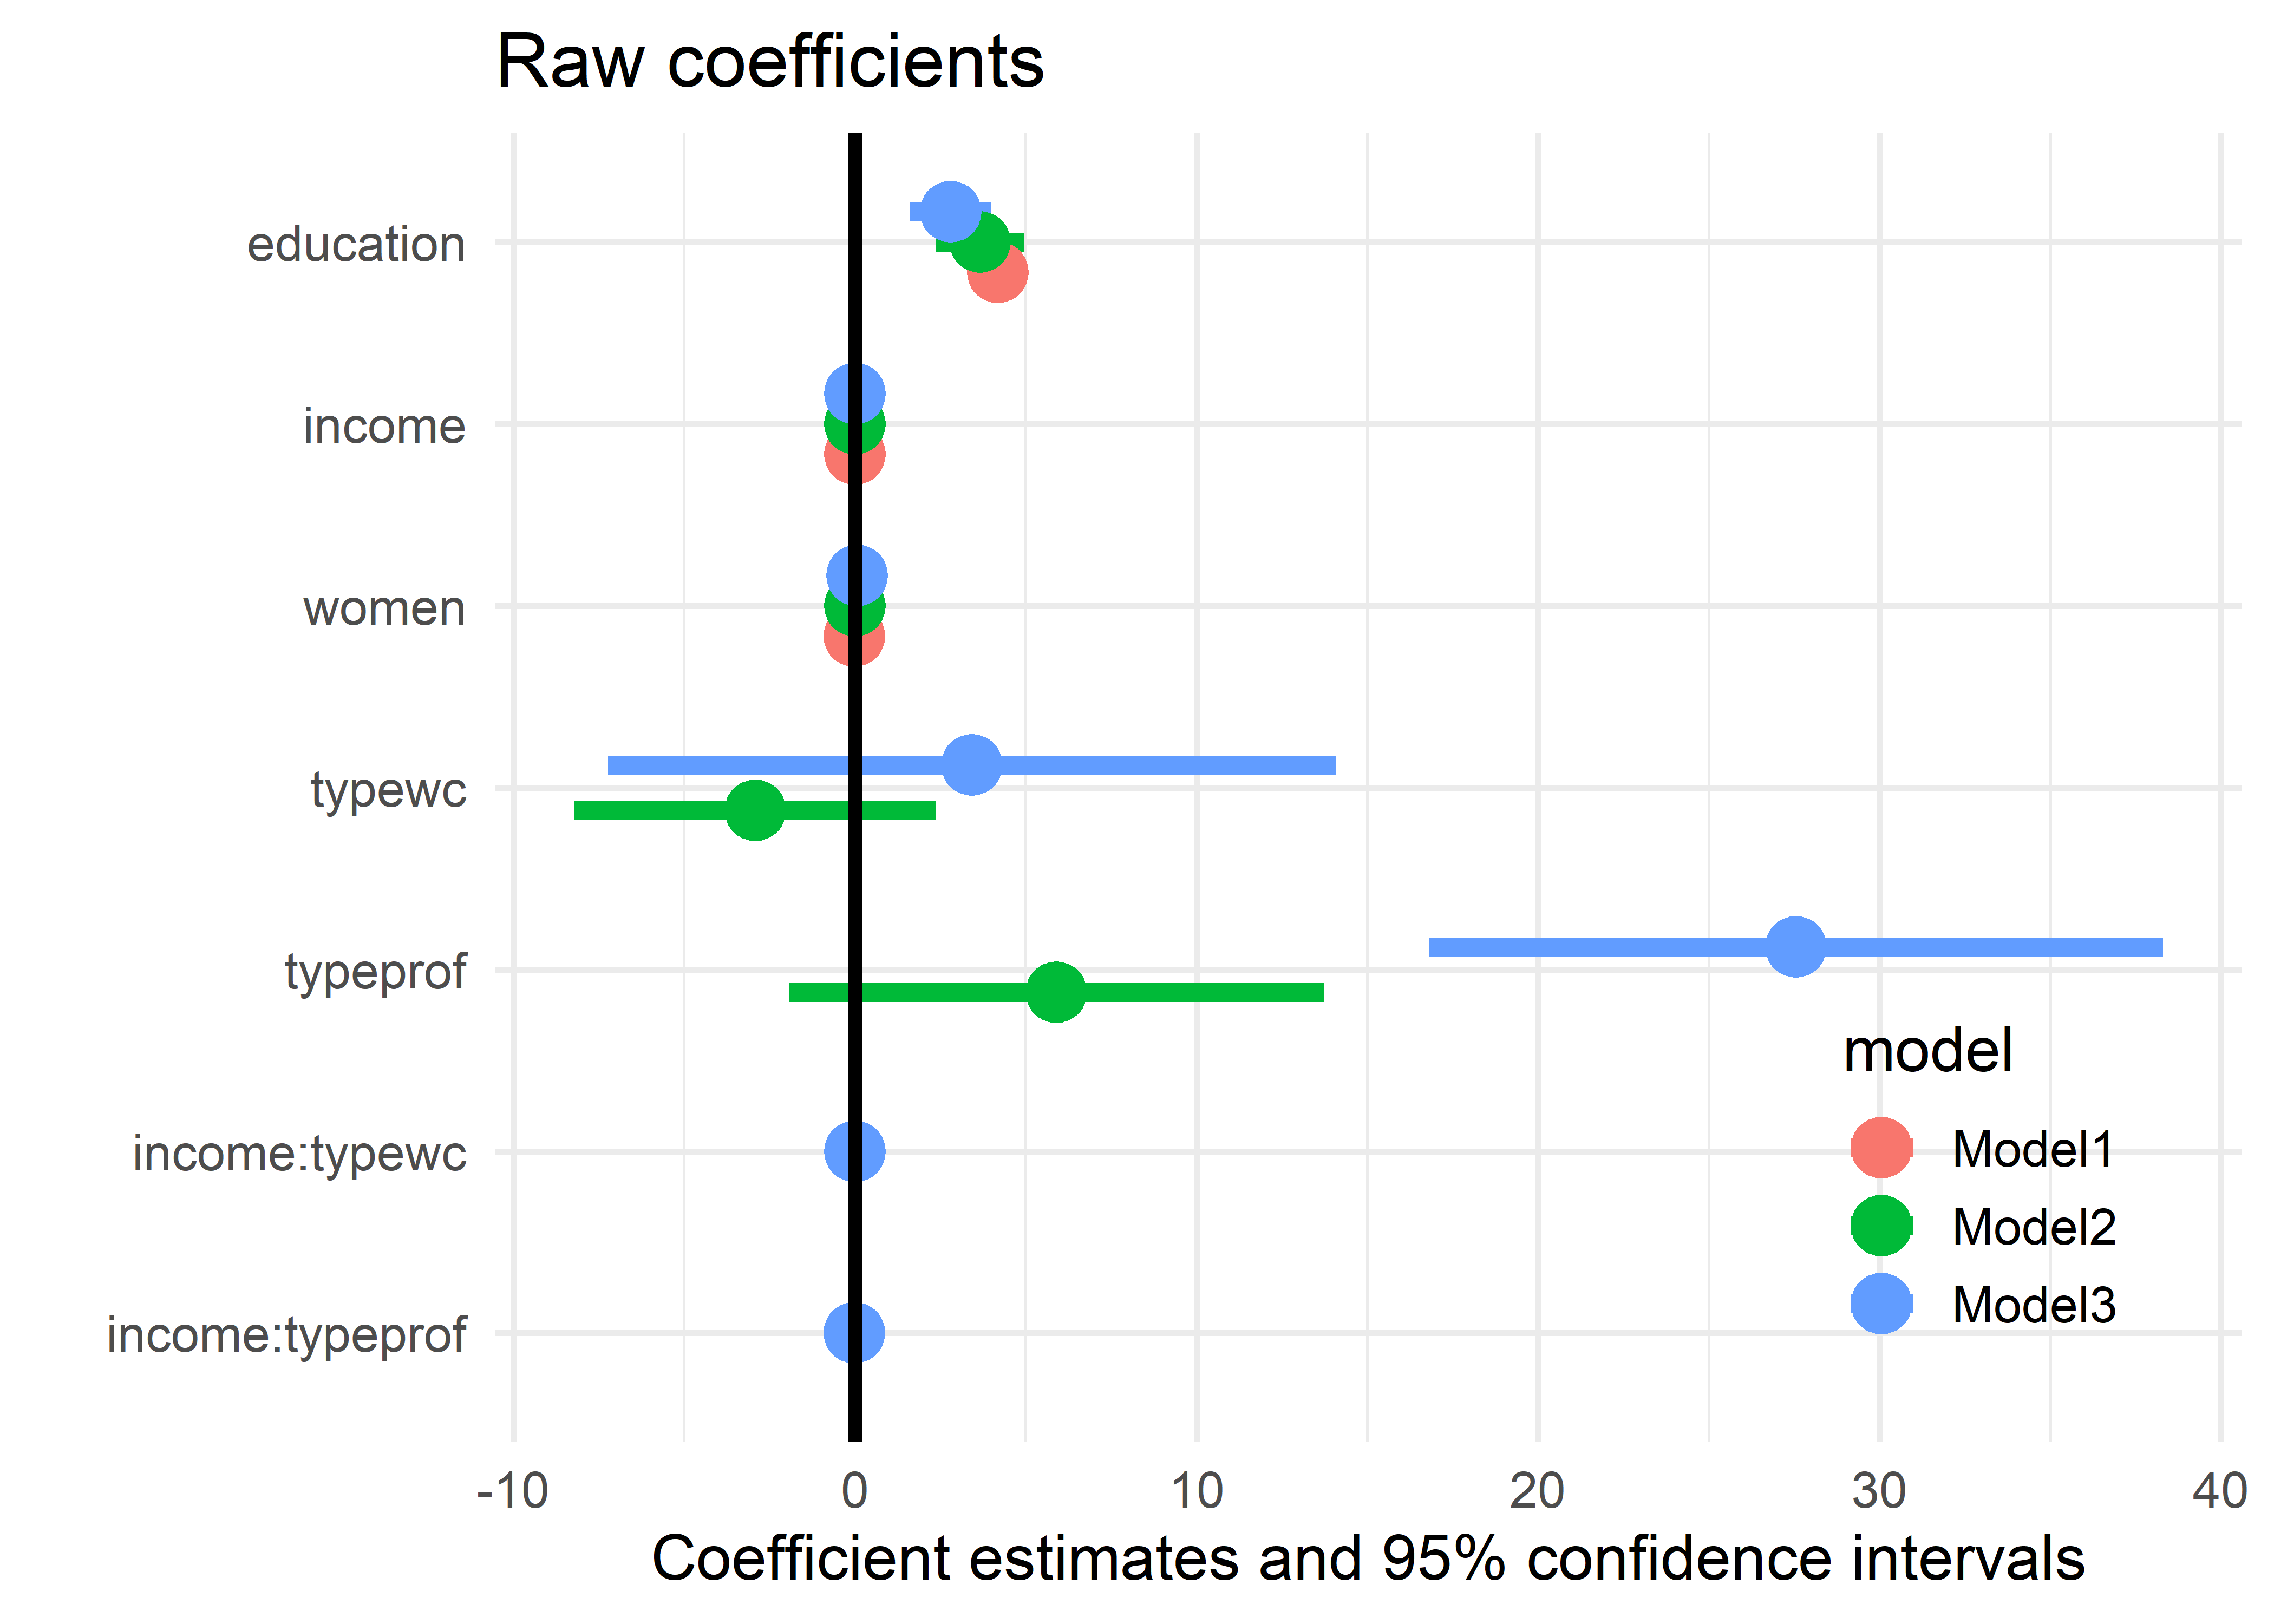 Raw coefficients
education
income
women
typewc
typeprof
income:typewc
income:typeprof
model
Model1
Model2
Model3
-10 0 10 20 30 40
Coefficient estimates and 95% confidence intervals